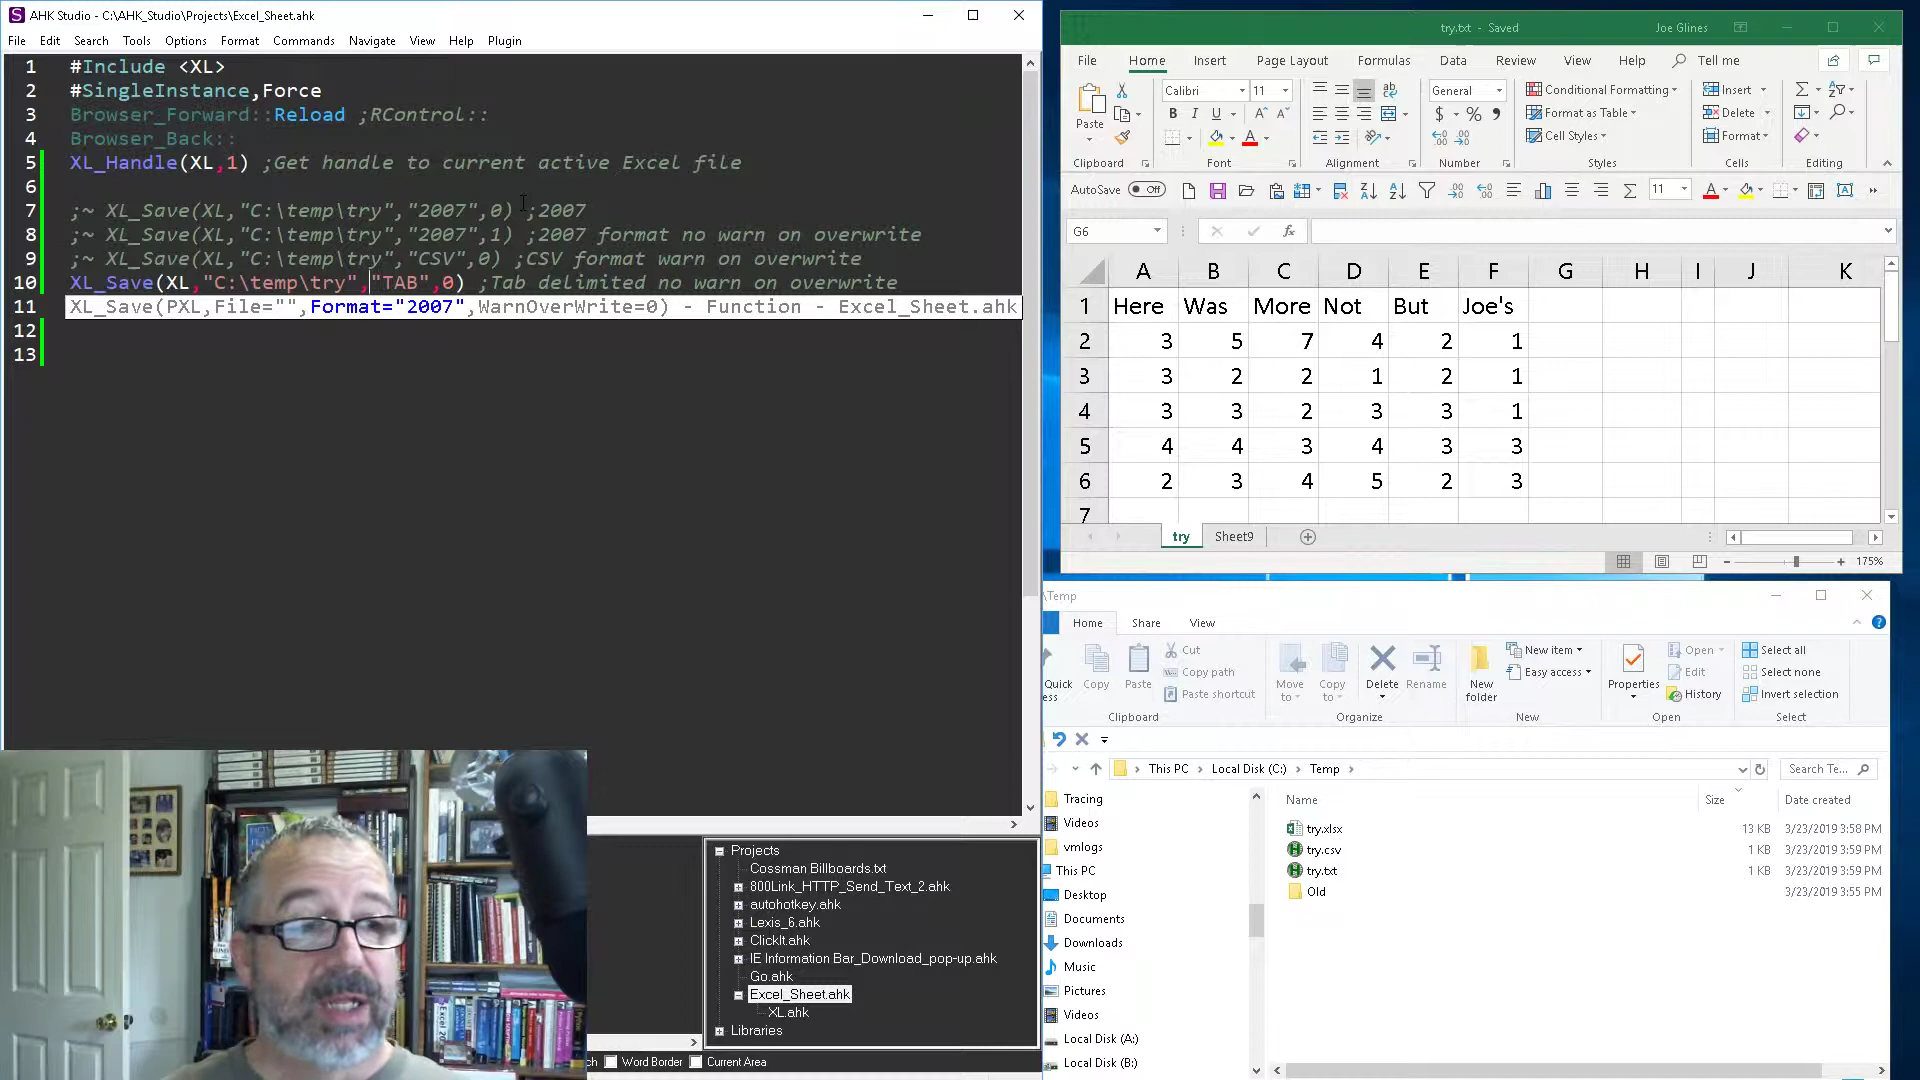 AHK Studio - C:\AHK_Studio\Projects\Excel_Sheet.ahk
File Edit Search Tools Options Format Commands Navigate View Help Plugin
1 #Include <XL>
2 #SingleInstance,Force
3 Browser_Forward::Reload ;RControl::
4 Browser_Back::
5 XL_Handle(XL,1) ;Get handle to current active Excel file
6
7 ;~ XL_Save(XL,"C:\temp\try","2007",0) ;2007
8 ;~ XL_Save(XL,"C:\temp\try","2007",1) ;2007 format no warn on overwrite
9 ;~ XL_Save(XL,"C:\temp\try","CSV",0) ;CSV format warn on overwrite
10 XL_Save(XL,"C:\temp\try","TAB",0) ;Tab delimited no warn on overwrite
11 XL_Save(PXL,File="",Format="2007",WarnOverWrite=0) - Function - Excel_Sheet.ahk
12
13
Projects
Cossman Billboards.txt
800Link_HTTP_Send_Text_2.ahk
autohotkey.ahk
Lexis_6.ahk
ClickIt.ahk
IE Information Bar_Download_pop-up.ahk
Go.ahk
Excel_Sheet.ahk
XL.ahk
Libraries
ch Word Border Current Area
try.txt - Saved Joe Glines
File Home Insert Page Layout Formulas Data Review View Help Tell me
Calibri 11 General Conditional Formatting Insert
Paste B I U $ % Format as Table Delete
Cell Styles Format
Clipboard Font Alignment Number Styles Cells Editing
AutoSave Off 11
G6 fx
A B C D E F G H I J K
1 Here Was More Not But Joe's
2 3 5 7 4 2 1
3 3 2 2 1 2 1
4 3 3 2 3 3 1
5 4 4 3 4 3 3
6 2 3 4 5 2 3
7
try Sheet9
175%
\Temp
Home Share View
Quick
ess
Copy Paste Cut
Copy path
Paste shortcut
Move to Copy to Delete Rename New folder New item
Easy access
Properties Open
Edit
History
Select all
Select none
Invert selection
Clipboard Organize New Open Select
This PC Local Disk (C:) Temp Search Te...
Name Size Date created
try.xlsx 13 KB 3/23/2019 3:58 PM
try.csv 1 KB 3/23/2019 3:59 PM
try.txt 1 KB 3/23/2019 3:59 PM
Old 3/23/2019 3:55 PM
Tracing
Videos
vmlogs
This PC
Desktop
Documents
Downloads
Music
Pictures
Videos
Local Disk (A:)
Local Disk (B:)